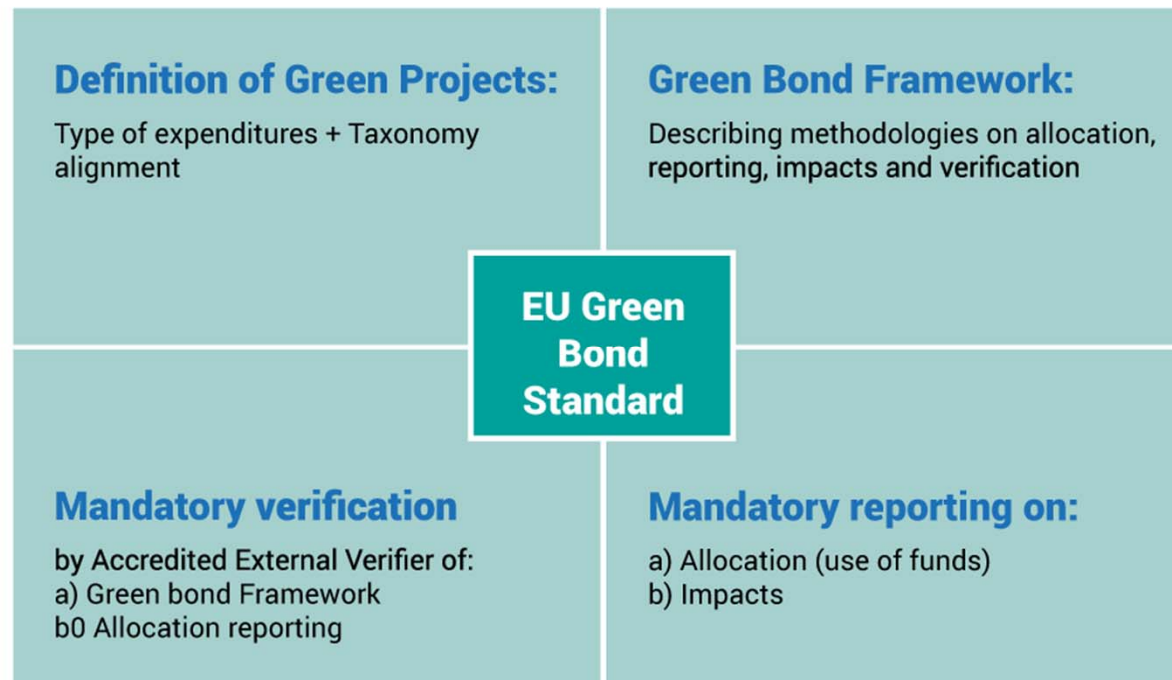 Definition of Green Projects:
Type of expenditures + Taxonomy
alignment
Green Bond Framework:
Describing methodologies on allocation,
reporting, impacts and verification
EU Green
Bond
Standard
Mandatory verification
by Accredited External Verifier of:
a) Green bond Framework
b0 Allocation reporting
Mandatory reporting on:
a) Allocation (use of funds)
b) Impacts